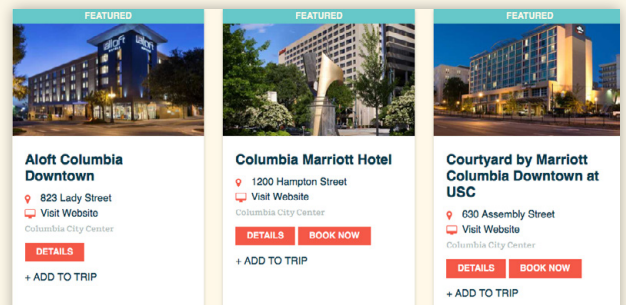 FEATURED
aloft
aloft
Aloft Columbia
Downtown
823 Lady Street
Visit Website
Columbia City Center
DETAILS
+ ADD TO TRIP
FEATURED
Columbia Marriott Hotel
1200 Hampton Street
Visit Website
Columbia City Center
DETAILS
BOOK NOW
+ ADD TO TRIP
FEATURED
Courtyard by Marriott
Columbia Downtown at
USC
630 Assembly Street
Visit Website
Columbia City Center
DETAILS
BOOK NOW
+ ADD TO TRIP